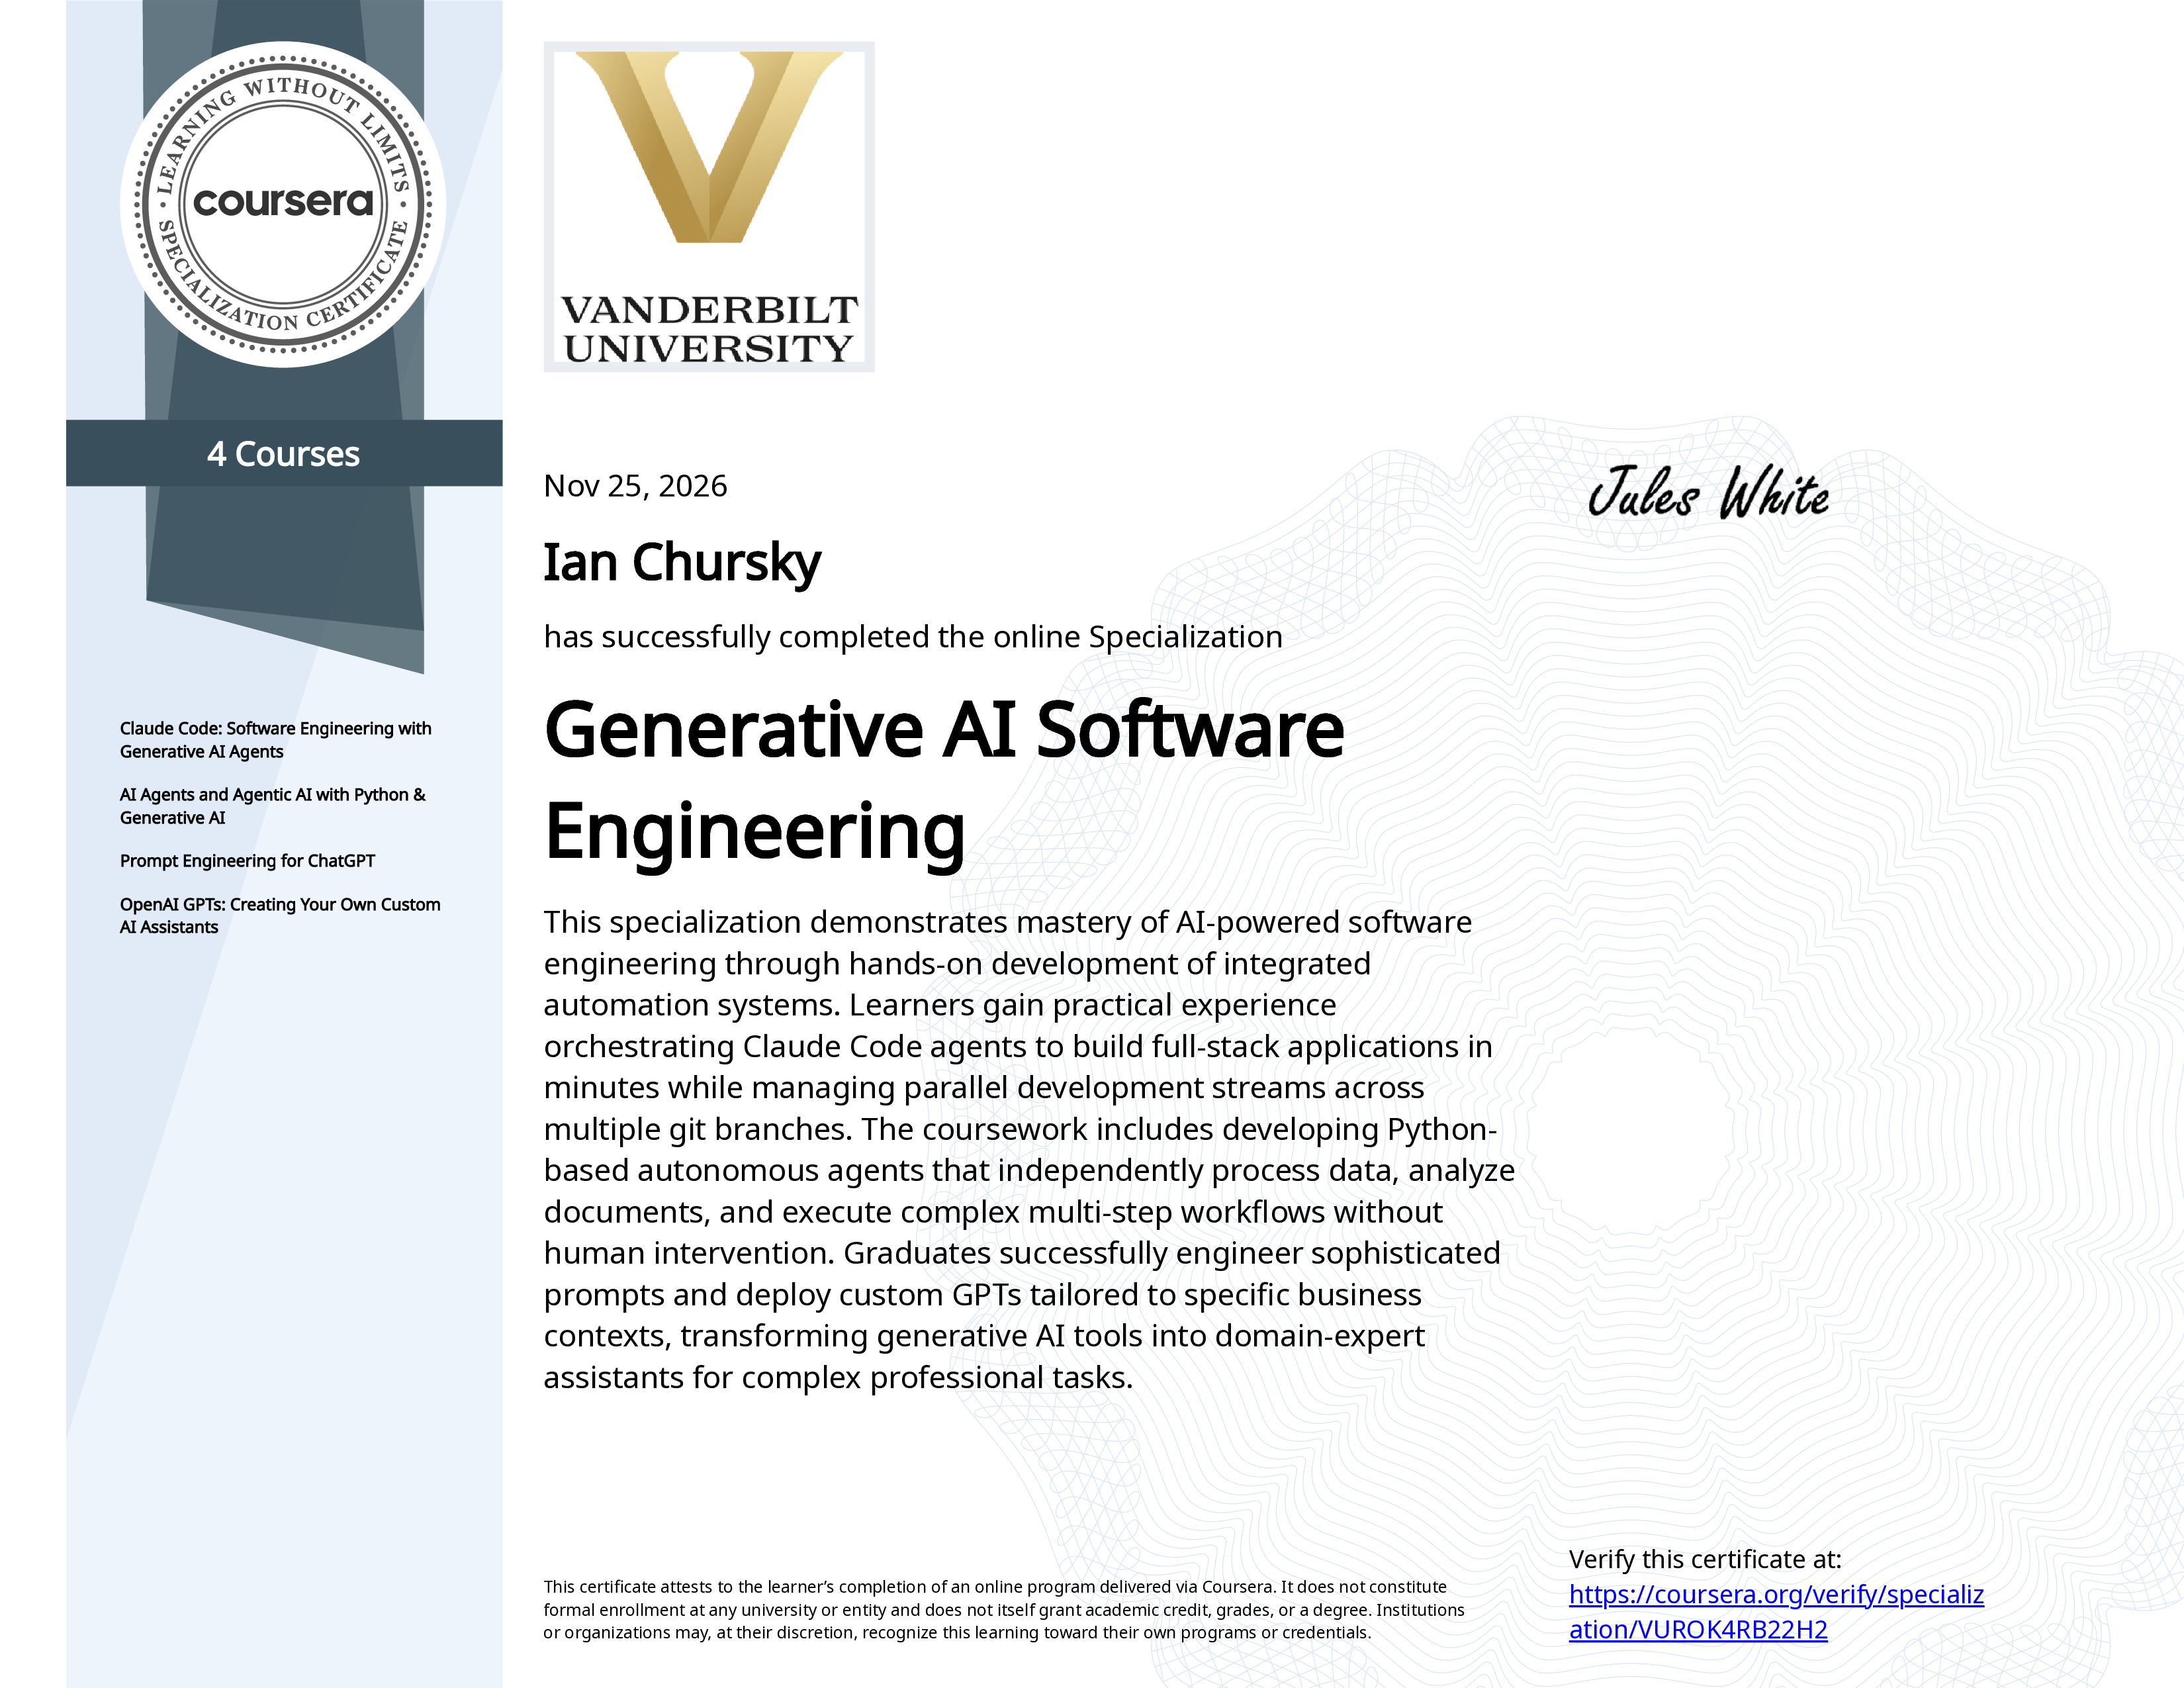 LEARNING WITHOUT LIMITS
coursera
SPECIALIZATION CERTIFICATE
4 Courses
Claude Code: Software Engineering with
Generative AI Agents
AI Agents and Agentic AI with Python &
Generative AI
Prompt Engineering for ChatGPT
OpenAI GPTs: Creating Your Own Custom
AI Assistants
VANDERBILT
UNIVERSITY
Nov 25, 2026
Ian Chursky
has successfully completed the online Specialization
Generative AI Software
Engineering
This specialization demonstrates mastery of AI-powered software
engineering through hands-on development of integrated
automation systems. Learners gain practical experience
orchestrating Claude Code agents to build full-stack applications in
minutes while managing parallel development streams across
multiple git branches. The coursework includes developing Python-
based autonomous agents that independently process data, analyze
documents, and execute complex multi-step workflows without
human intervention. Graduates successfully engineer sophisticated
prompts and deploy custom GPTs tailored to specific business
contexts, transforming generative AI tools into domain-expert
assistants for complex professional tasks.
Jules White
This certificate attests to the learner’s completion of an online program delivered via Coursera. It does not constitute
formal enrollment at any university or entity and does not itself grant academic credit, grades, or a degree. Institutions
or organizations may, at their discretion, recognize this learning toward their own programs or credentials.
Verify this certificate at:
https://coursera.org/verify/specializ
ation/VUROK4RB22H2